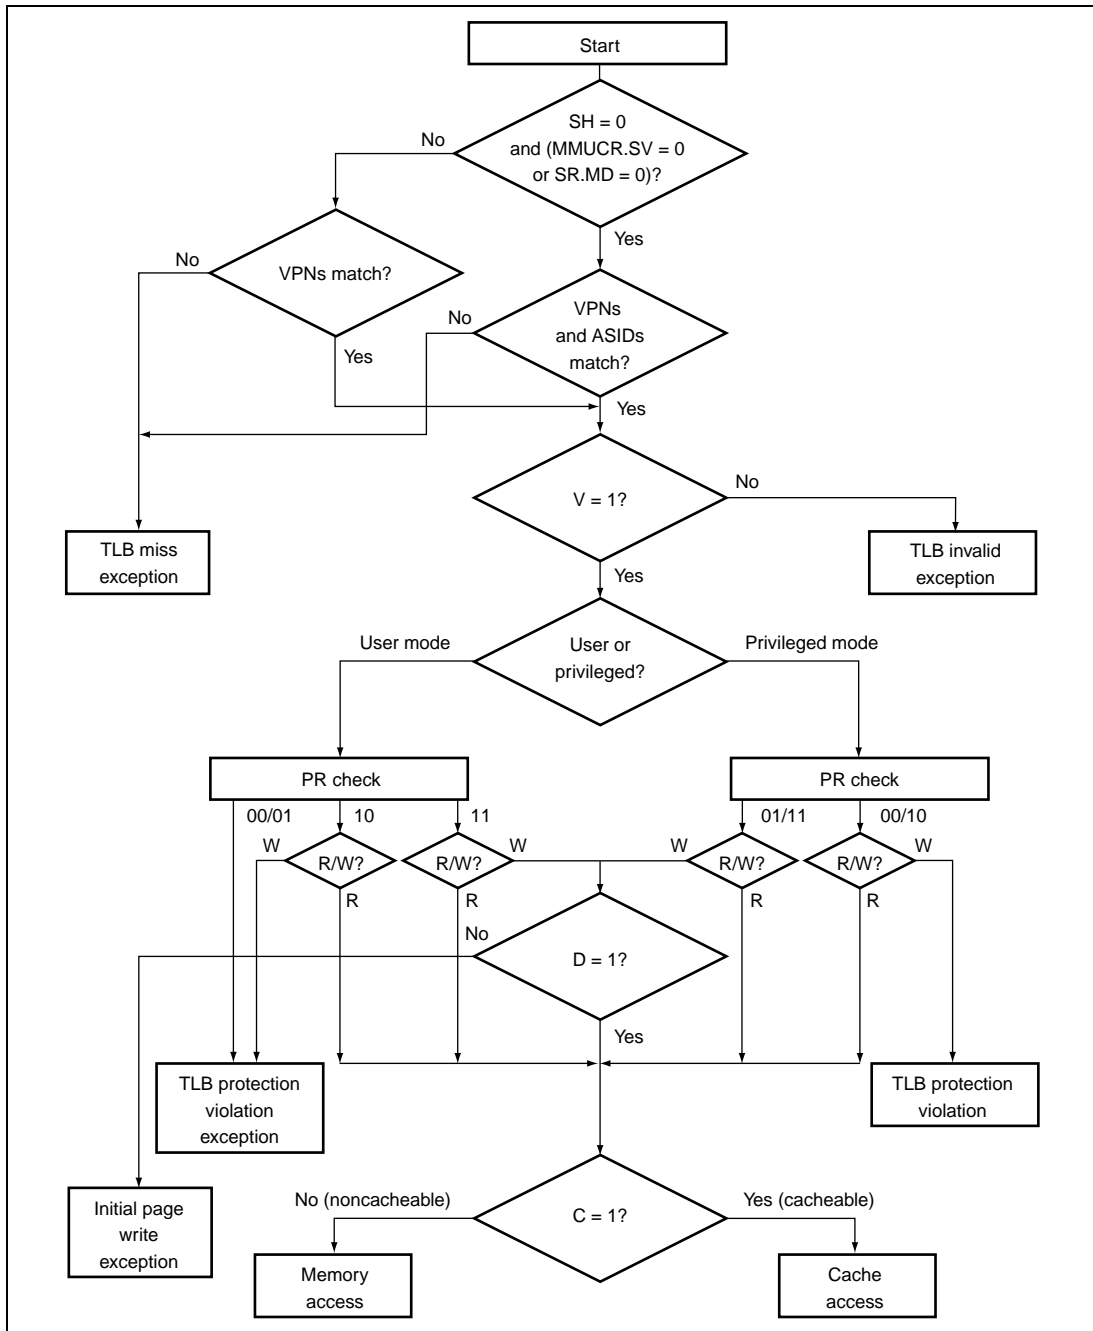 Start
SH = 0
and (MMUCR.SV = 0
or SR.MD = 0)?
No
Yes
VPNs match?
No
Yes
VPNs
and ASIDs
match?
No
Yes
V = 1?
No
Yes
TLB miss
exception
TLB invalid
exception
User or
privileged?
User mode
Privileged mode
PR check
PR check
00/01
10
11
01/11
00/10
W
R/W?
R
R/W?
W
R
W
R/W?
R
R/W?
W
R
D = 1?
No
Yes
TLB protection
violation
exception
TLB protection
violation
Initial page
write
exception
C = 1?
No (noncacheable)
Yes (cacheable)
Memory
access
Cache
access